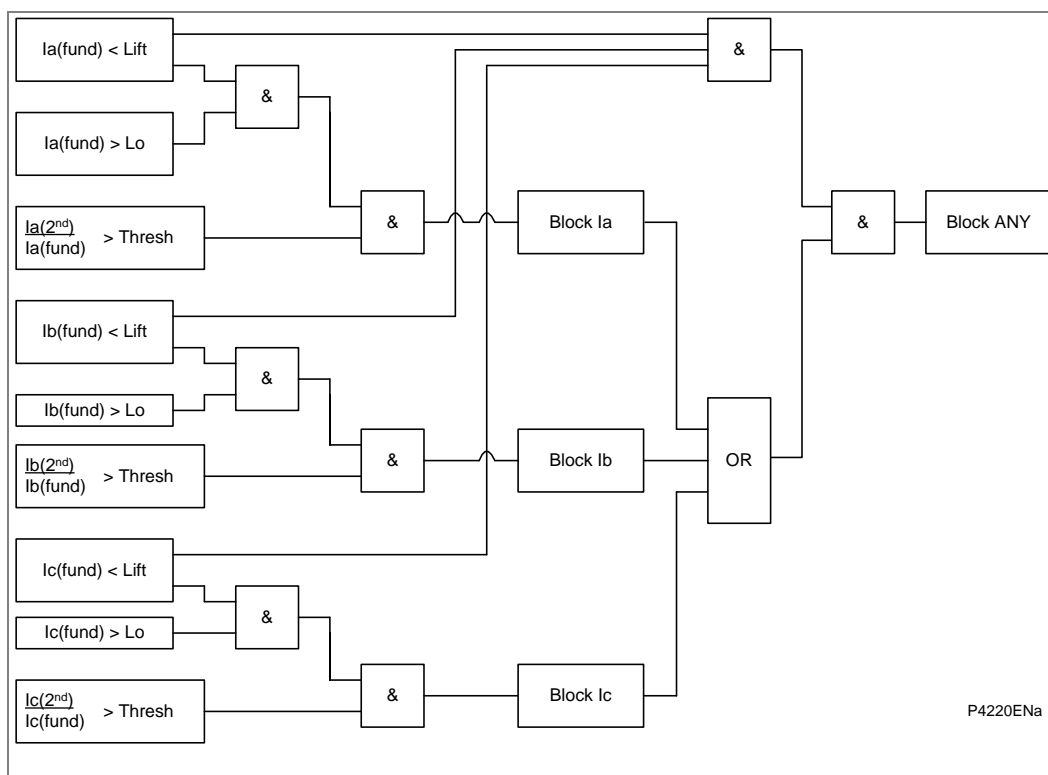 Ia(fund) < Lift
&
&
Ia(fund) > Lo
Ia(2nd)
Ia(fund)
> Thresh
&
Block Ia
&
Block ANY
Ib(fund) < Lift
&
Ib(fund) > Lo
Ib(2nd)
Ib(fund)
> Thresh
&
Block Ib
OR
Ic(fund) < Lift
&
Ic(fund) > Lo
Ic(2nd)
Ic(fund)
> Thresh
&
Block Ic
P4220ENa